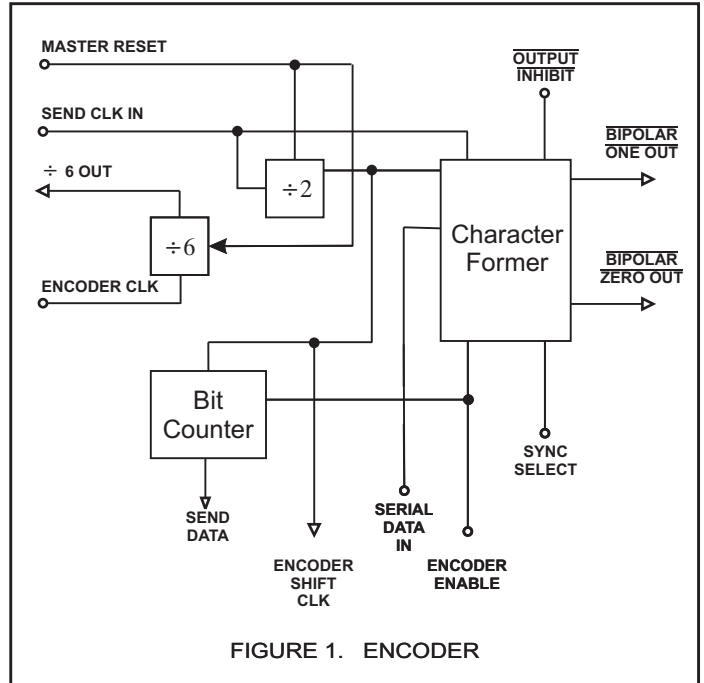 MASTER RESET
OUTPUT
INHIBIT
SEND CLK IN
BIPOLAR
ONE OUT
÷ 6 OUT
÷2
Character
Former
÷6
BIPOLAR
ZERO OUT
ENCODER CLK
Bit
Counter
SYNC
SELECT
SEND
DATA
SERIAL
DATA
IN
ENCODER
SHIFT
CLK
ENCODER
ENABLE
FIGURE 1. ENCODER